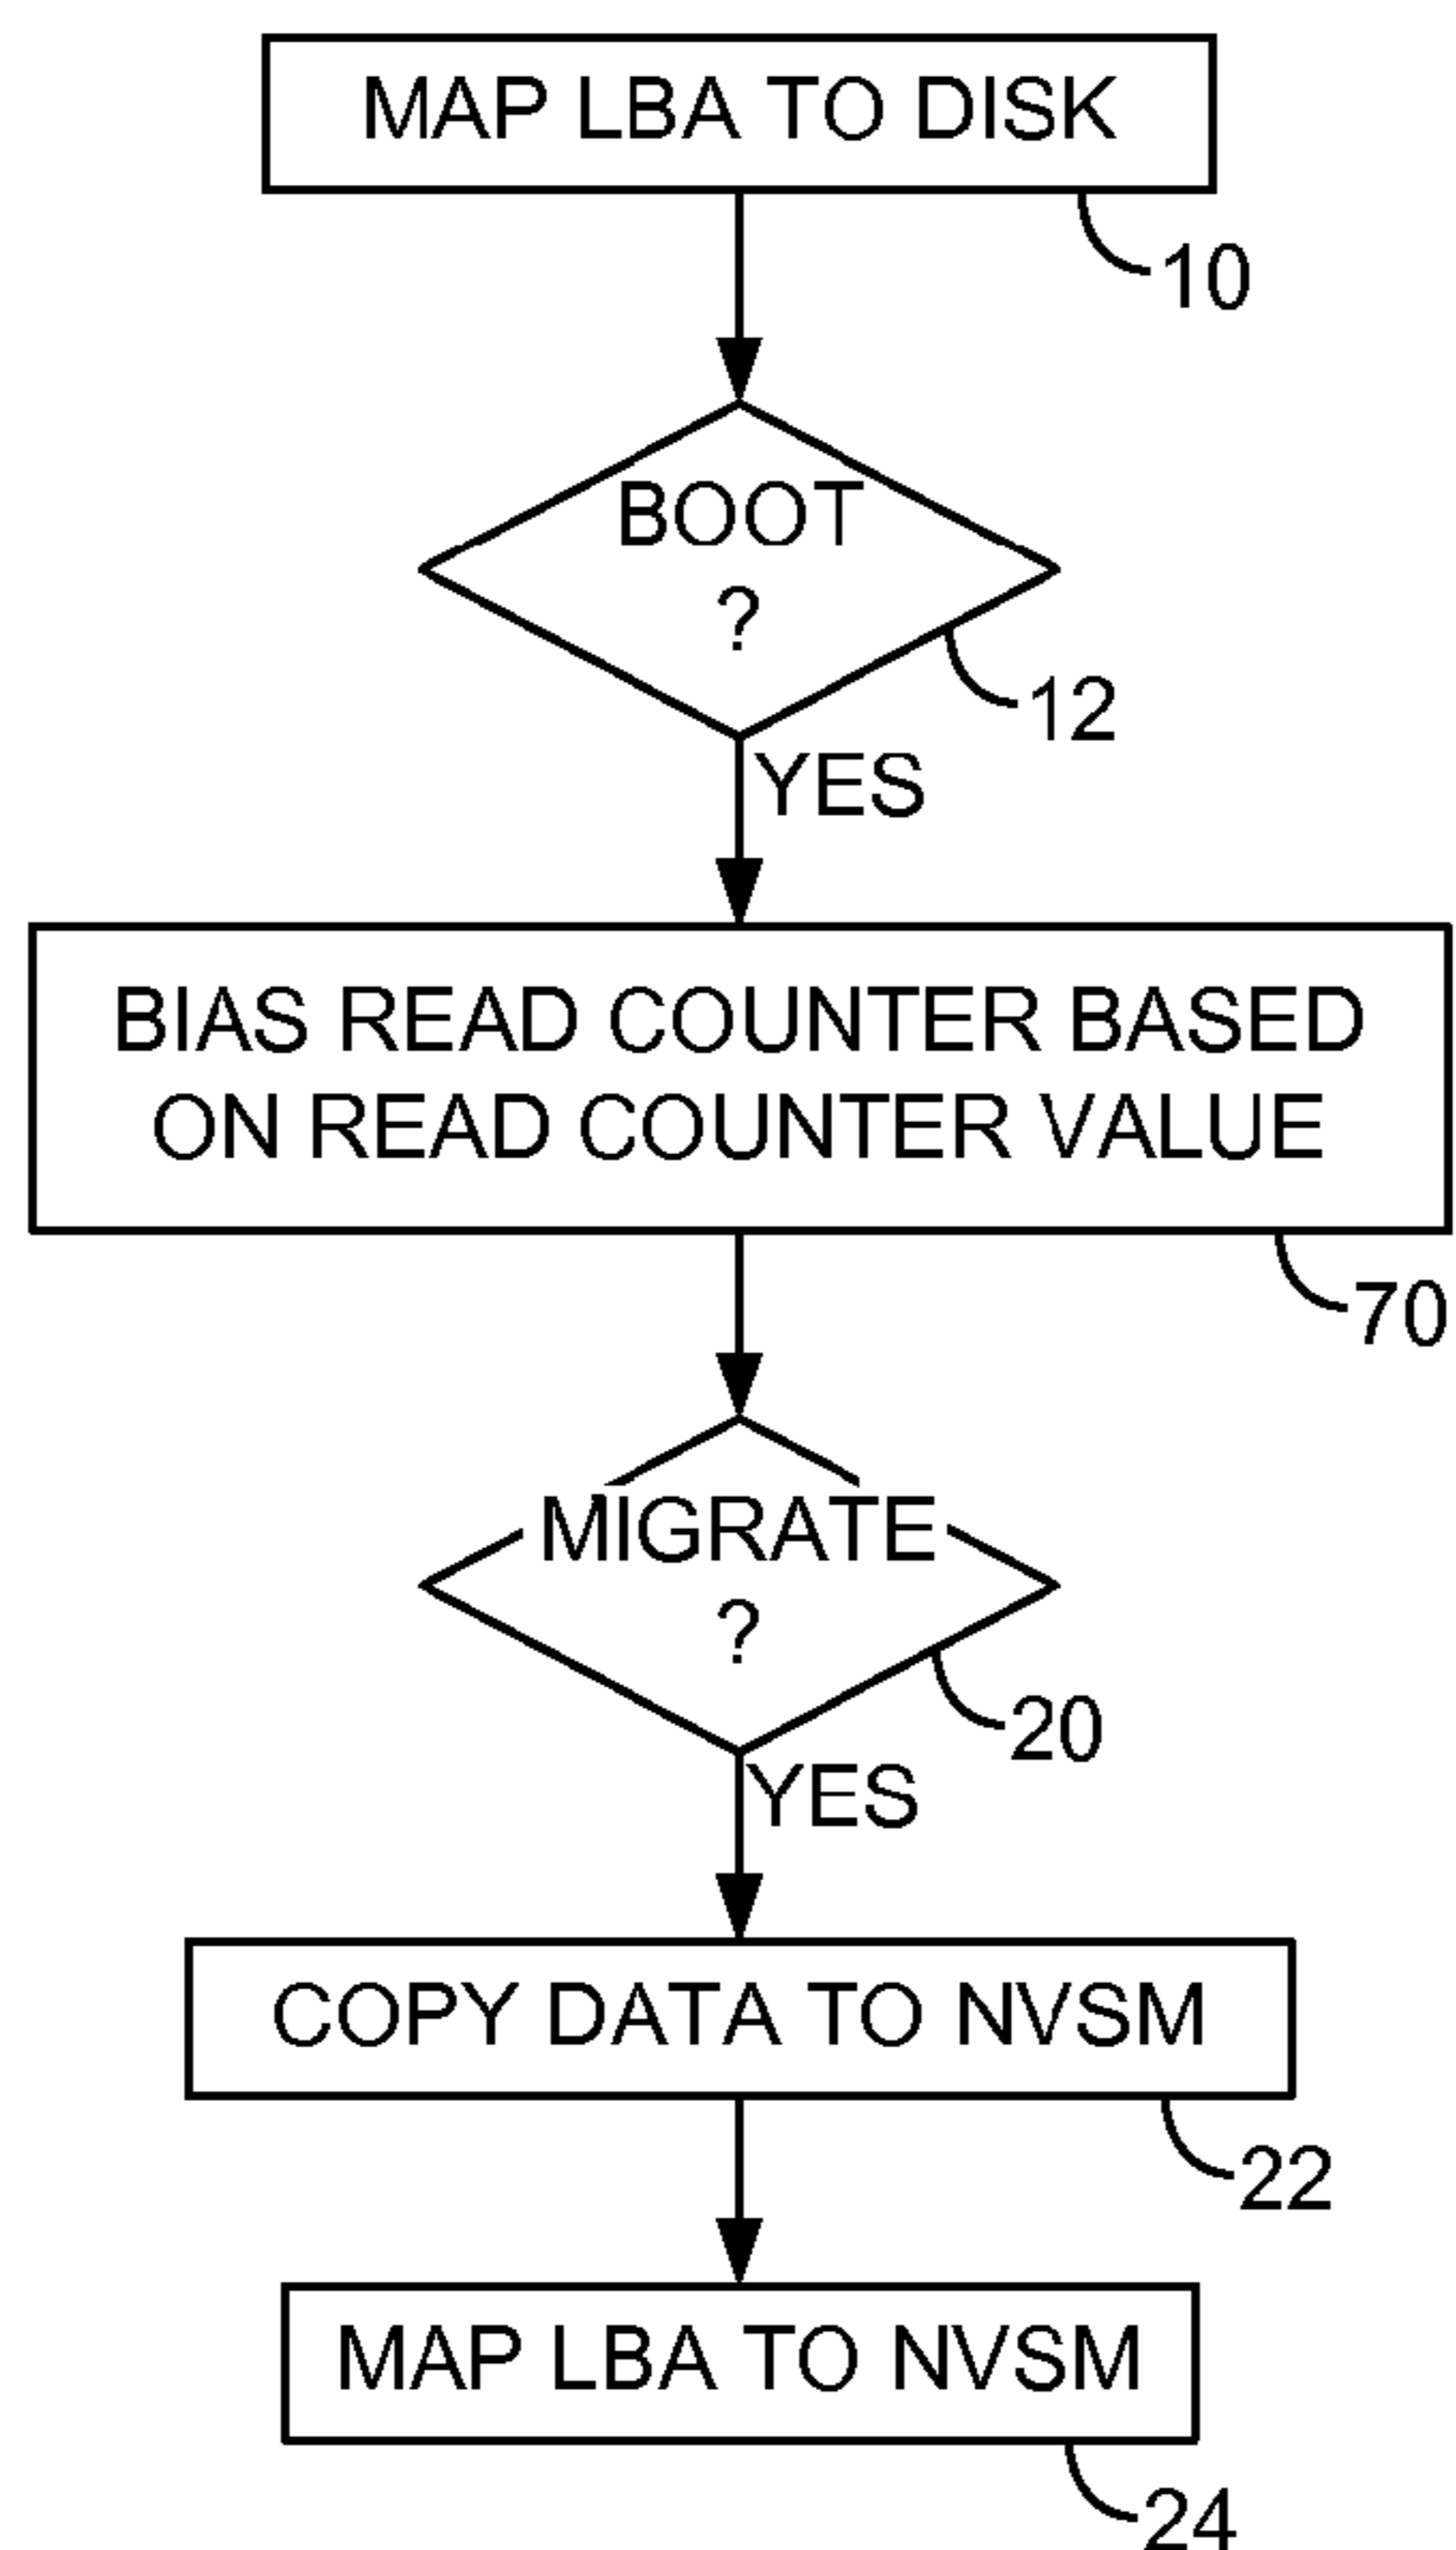 MAP LBA TO DISK
10
BOOT
?
12
YES
BIAS READ COUNTER BASED
ON READ COUNTER VALUE
70
MIGRATE
?
20
YES
COPY DATA TO NVSM
22
MAP LBA TO NVSM
24